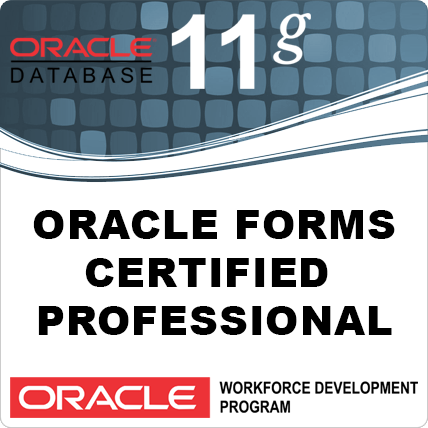 ORACLE 11g
DATABASE
ORACLE FORMS
CERTIFIED
PROFESSIONAL
ORACLE WORKFORCE DEVELOPMENT
PROGRAM